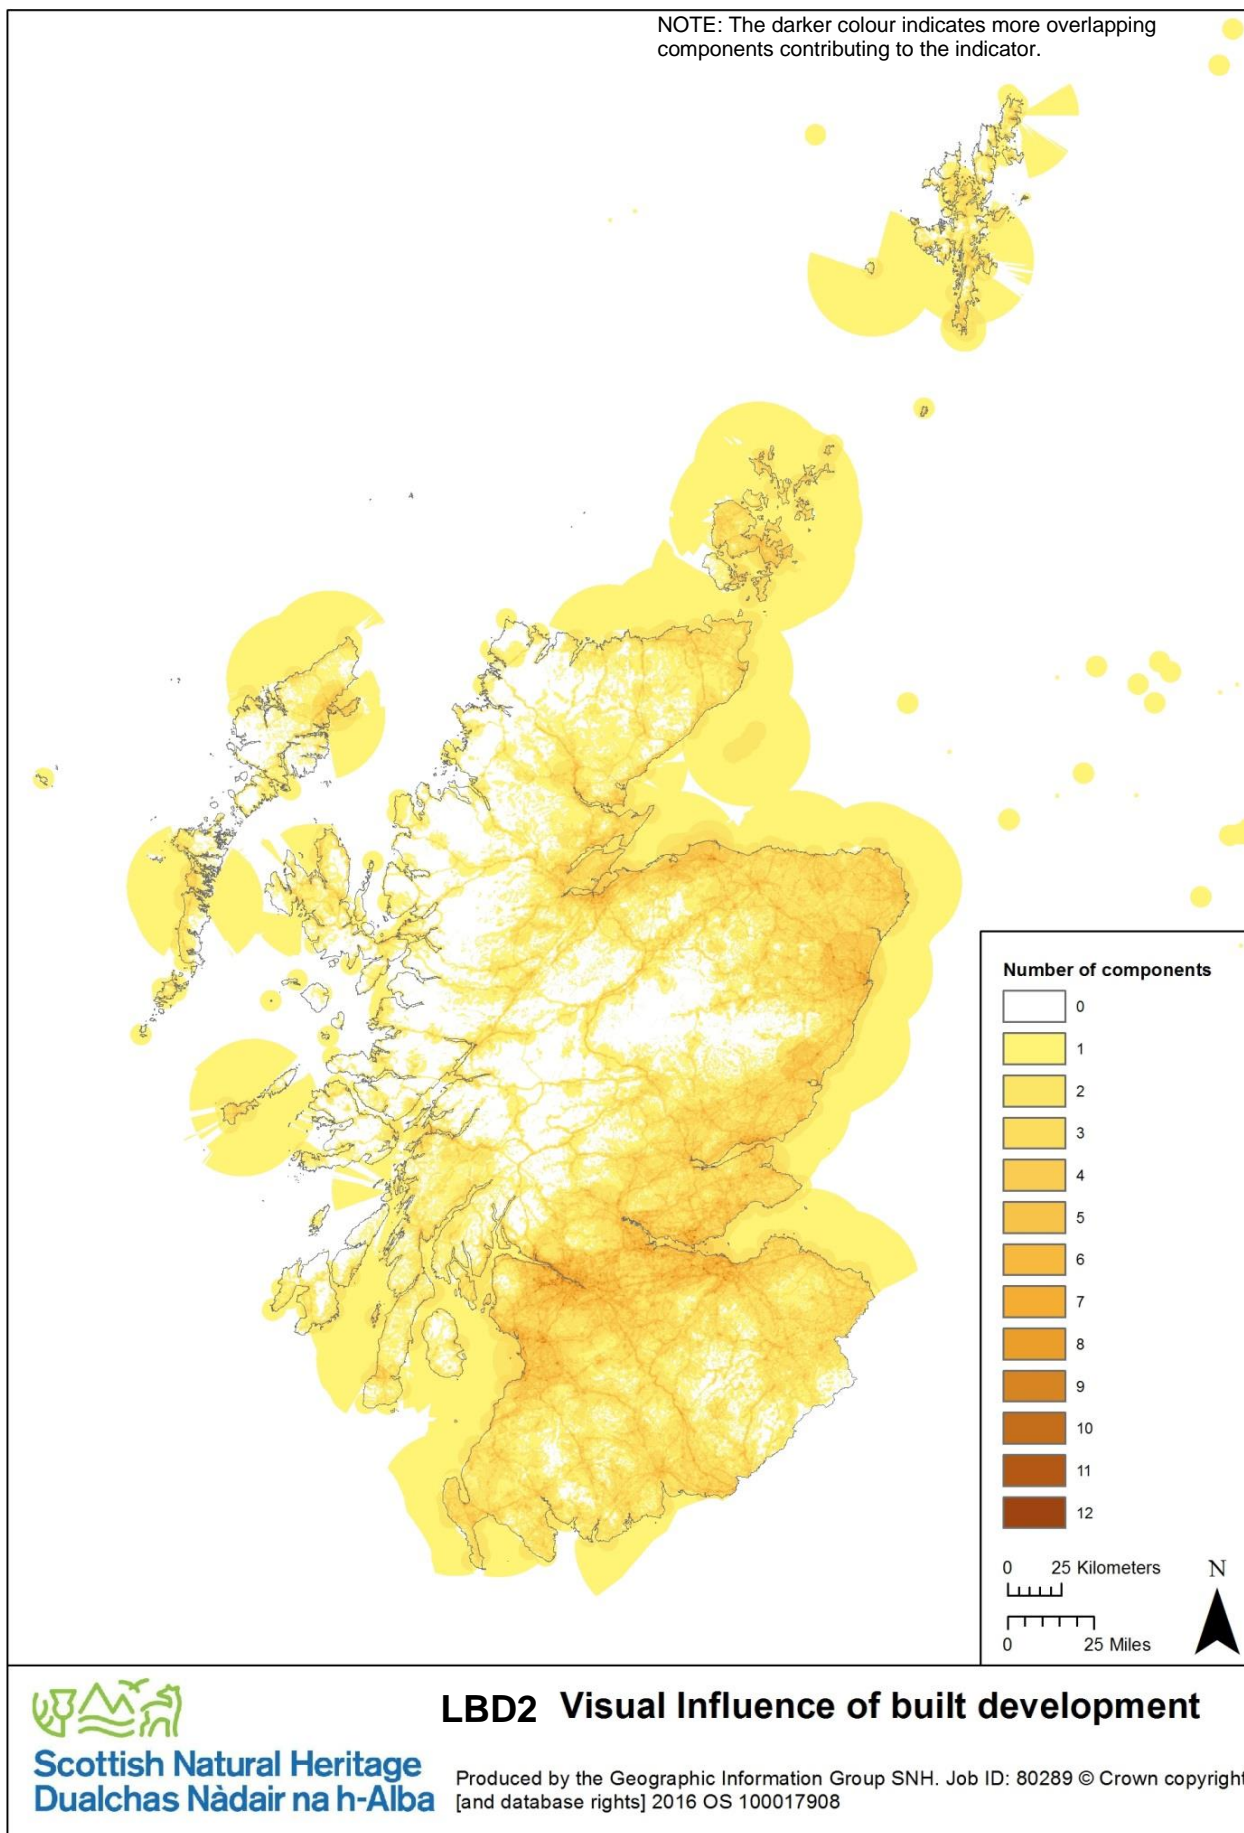 NOTE: The darker colour indicates more overlapping
components contributing to the indicator.
Number of components
0
1
2
3
4
5
6
7
8
9
10
11
12
0 25 Kilometers
N
0 25 Miles
LBD2 Visual Influence of built development
Scottish Natural Heritage
Dualchas Nàdair na h-Alba
Produced by the Geographic Information Group SNH. Job ID: 80289 © Crown copyright
[and database rights] 2016 OS 100017908